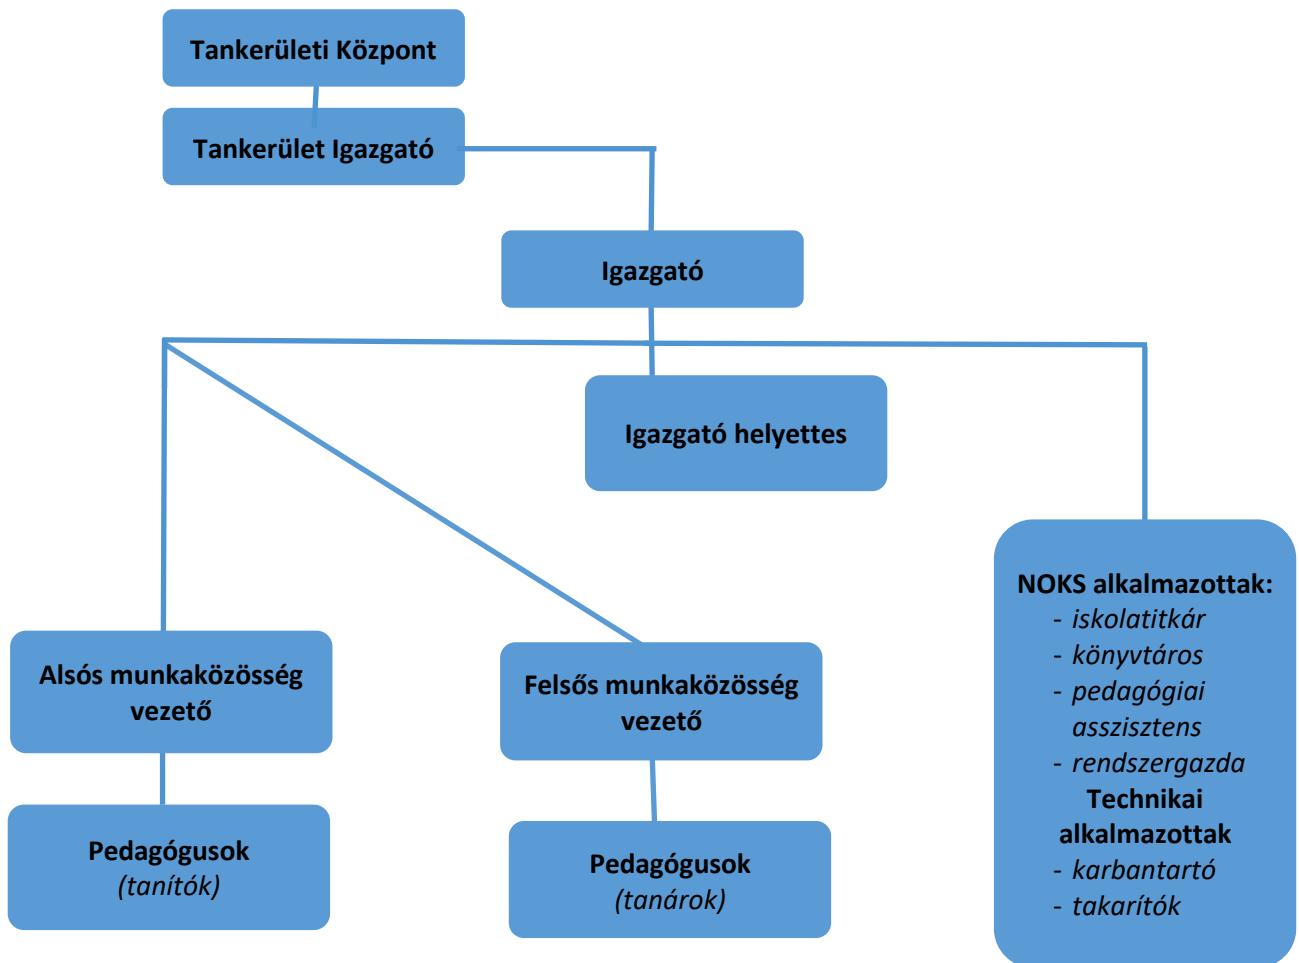 Tankerületi Központ
Tankerület Igazgató
Igazgató
Igazgató helyettes
Alsós munkaközösség
vezető
Felsős munkaközösség
vezető
Pedagógusok
(tanítók)
Pedagógusok
(tanárok)
NOKS alkalmazottak:
- iskolatitkár
- könyvtáros
- pedagógiai
asszisztens
- rendszergazda
Technikai
alkalmazottak
- karbantartó
- takarítók